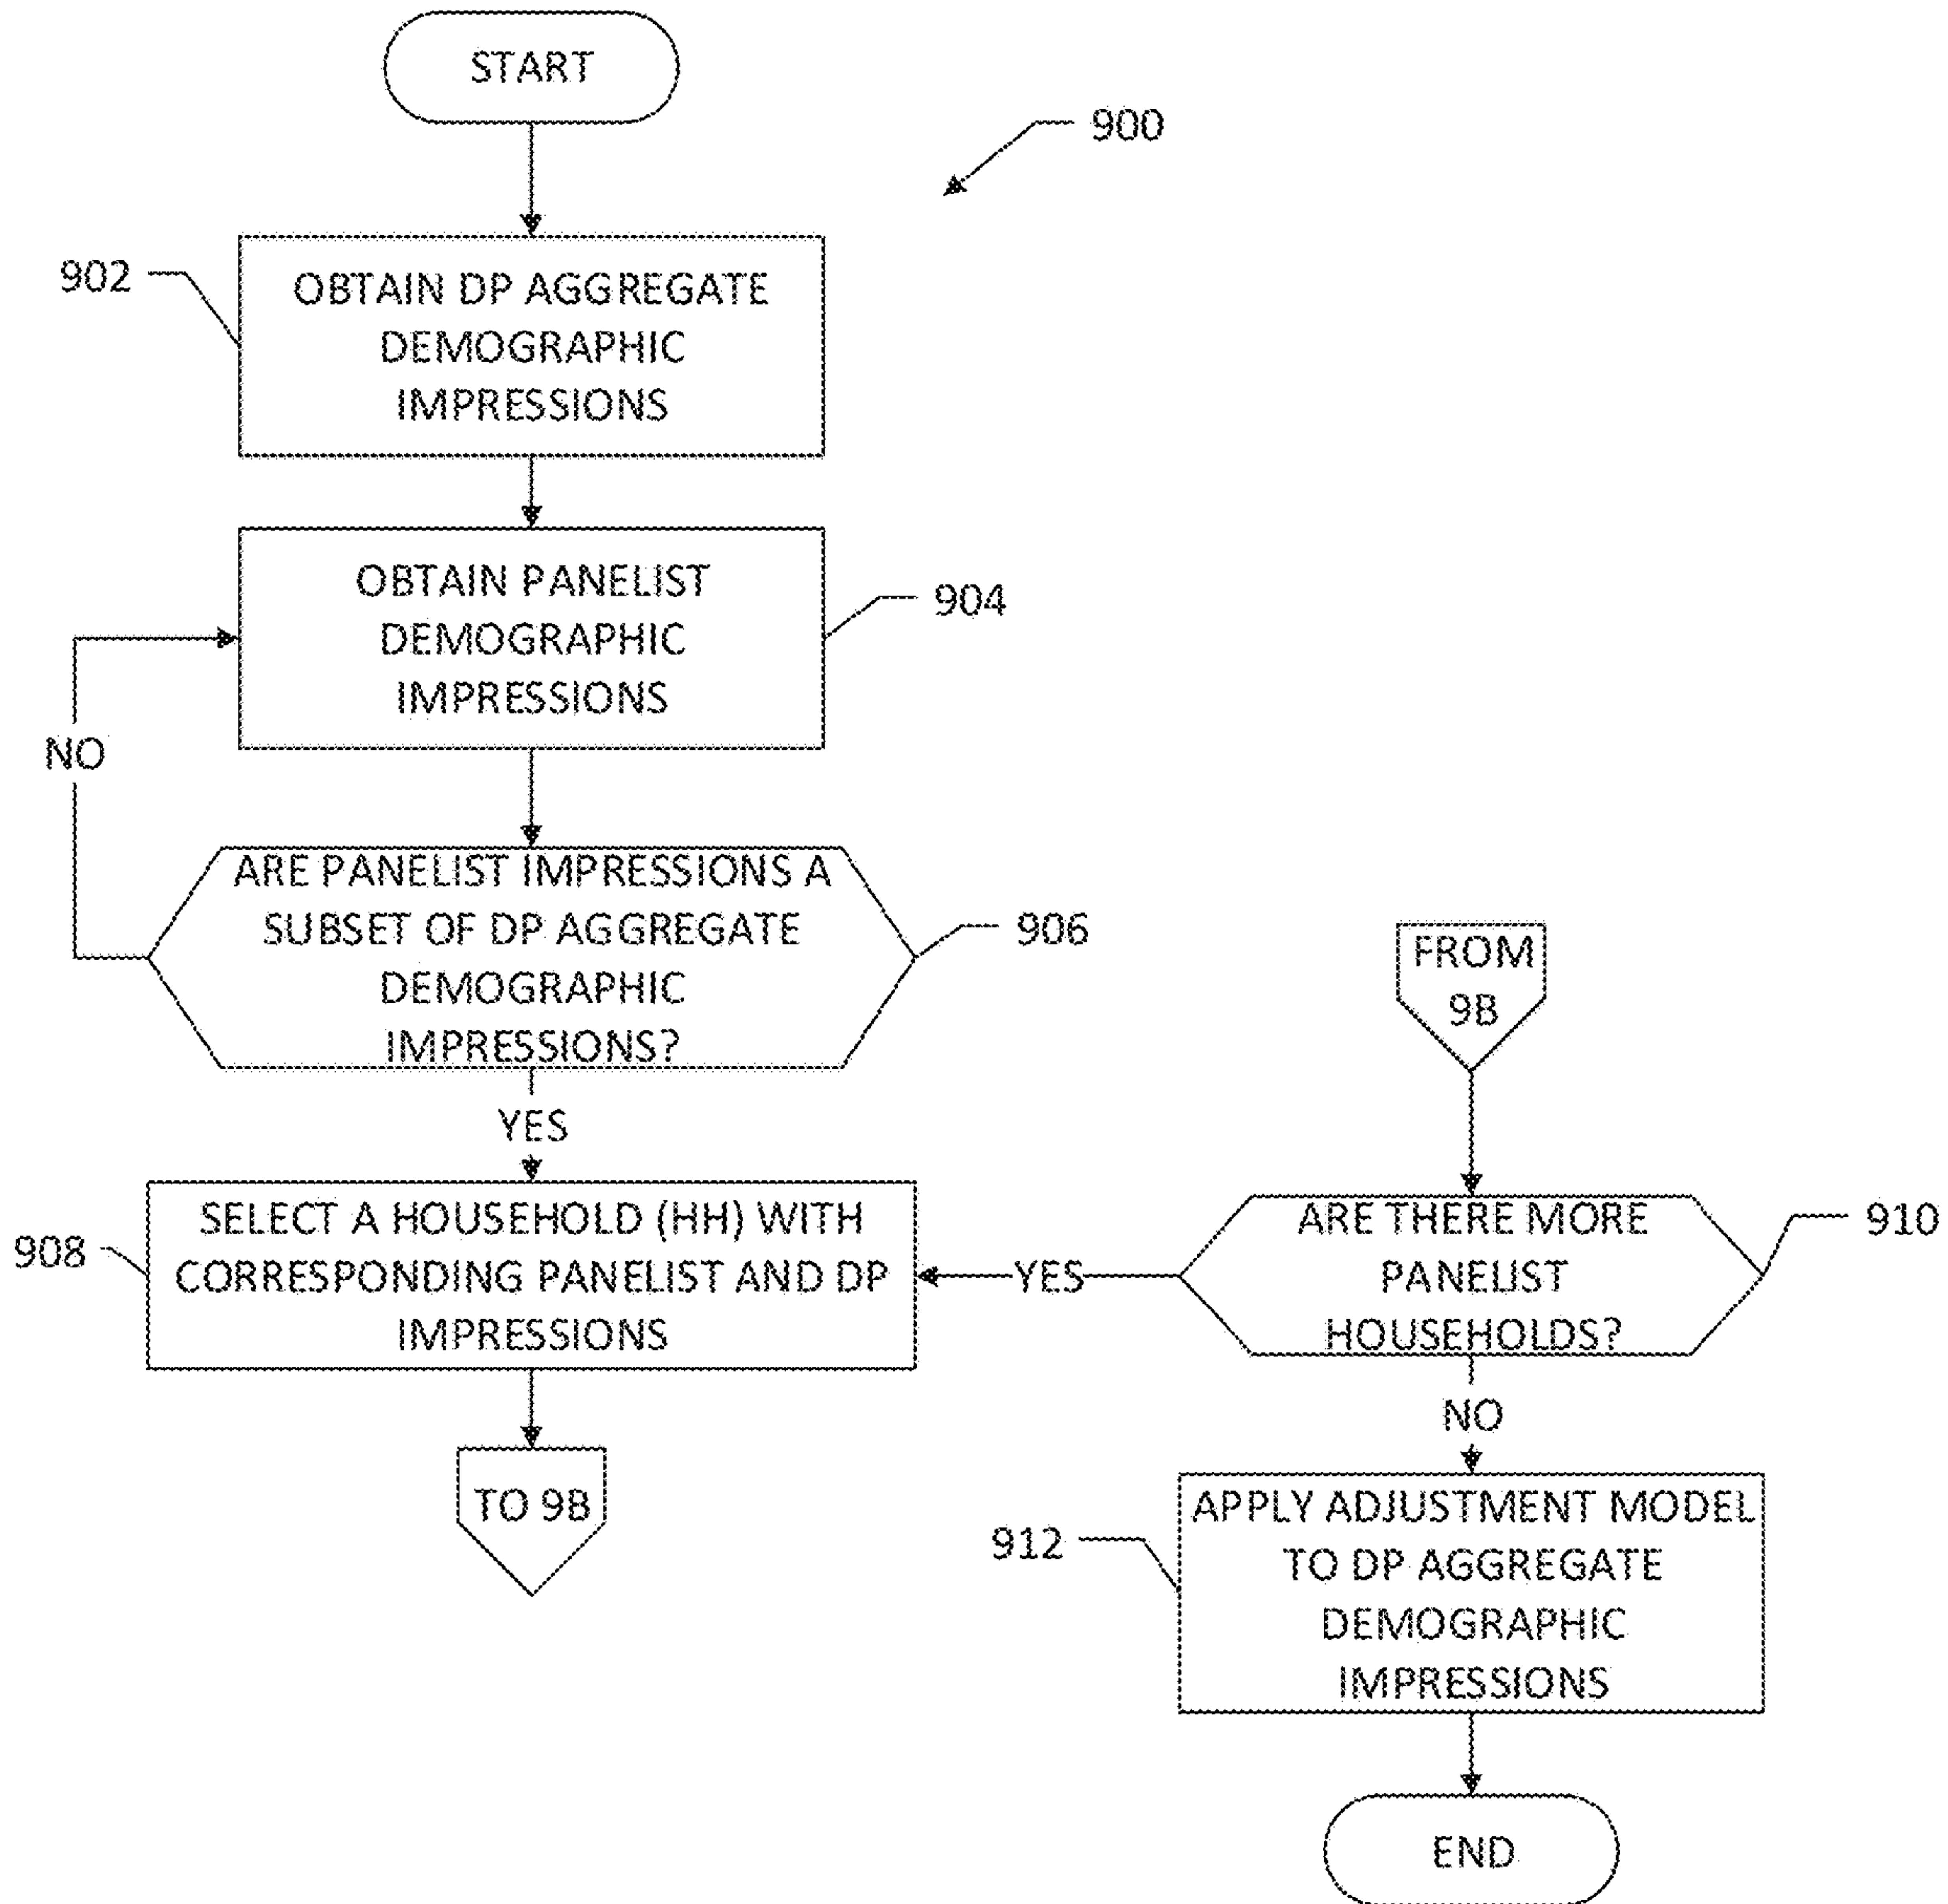 START
900
902
OBTAIN DP AGGREGATE
DEMOGRAPHIC
IMPRESSIONS
OBTAIN PANELIST
DEMOGRAPHIC
IMPRESSIONS
904
NO
ARE PANELIST IMPRESSIONS A
SUBSET OF DP AGGREGATE
DEMOGRAPHIC
IMPRESSIONS?
906
YES
908
SELECT A HOUSEHOLD (HH) WITH
CORRESPONDING PANELIST AND DP
IMPRESSIONS
TO 9B
FROM
9B
ARE THERE MORE
PANELIST
HOUSEHOLDS?
910
YES
NO
912
APPLY ADJUSTMENT MODEL
TO DP AGGREGATE
DEMOGRAPHIC
IMPRESSIONS
END